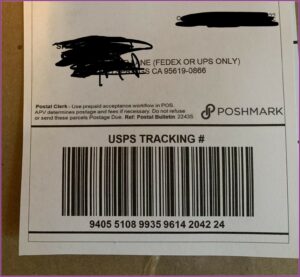 NE (FEDEX OR UPS ONLY)
S CA 95619-0866
Postal Clerk - Use prepaid acceptance workflow in POS.
APV determines postage and fees if necessary. Do not refuse
or send these parcels Postage Due. Ref: Postal Bulletin 22435
POSHMARK
USPS TRACKING #
9405 5108 9935 9614 2042 24